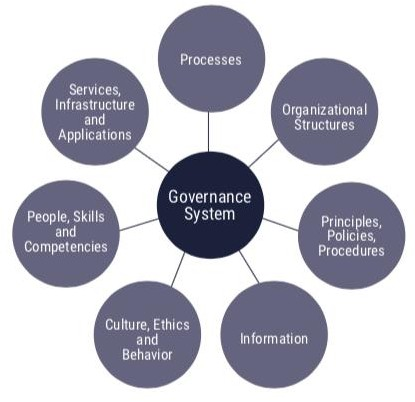 Processes
Organizational
Structures
Principles,
Policies,
Procedures
Information
Culture, Ethics
and
Behavior
People, Skills
and
Competencies
Services,
Infrastructure
and
Applications
Governance
System